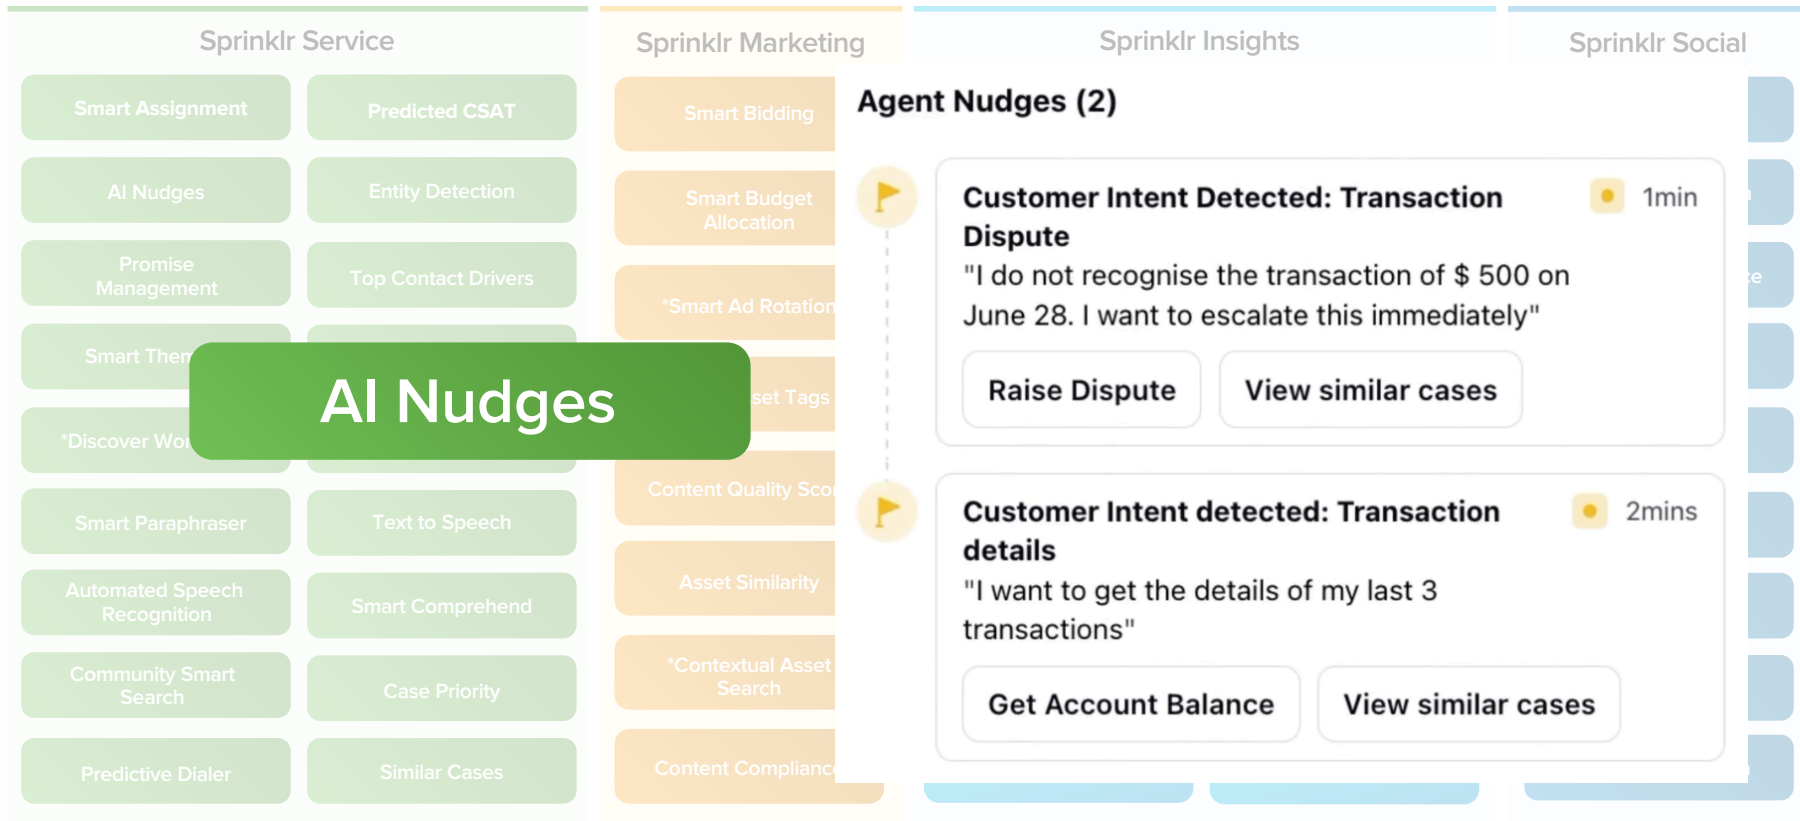 Sprinklr Service
Smart Assignment
Predicted CSAT
AI Nudges
Entity Detection
Promise
Management
Top Contact Drivers
Smart
*Discover
AI Nudges
Smart Paraphraser
Text to Speech
Automated Speech
Recognition
Smart Comprehend
Community Smart
Search
Case Priority
Predictive Dialer
Similar Cases
Sprinklr Marketing
Smart Bidding
Smart Budget
Allocation
*Smart Ad Rotation
Tags
Content Quality
Asset Similarity
*Contextual Asset
Search
Content Compliance
Sprinklr Insights
Sprinklr Social
Agent Nudges (2)
Customer Intent Detected: Transaction
Dispute
1min
"I do not recognise the transaction of $ 500 on
June 28. I want to escalate this immediately"
Raise Dispute
View similar cases
Customer Intent detected: Transaction
details
2mins
"I want to get the details of my last 3
transactions"
Get Account Balance
View similar cases